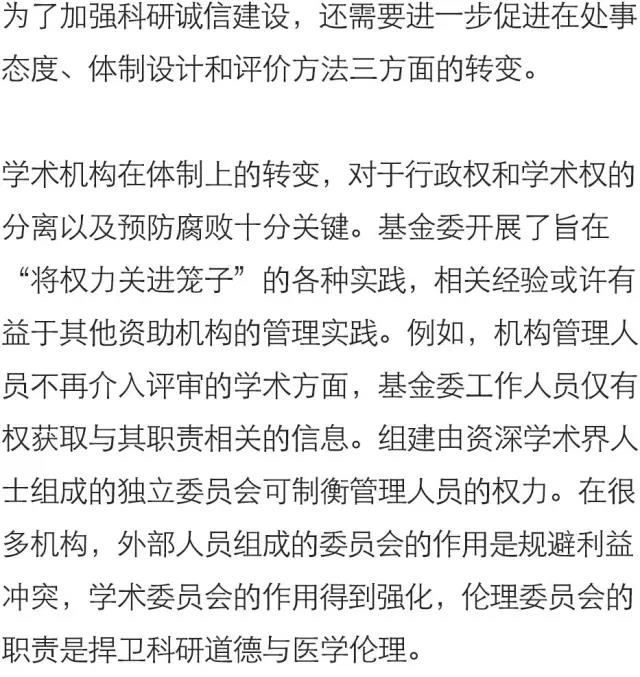 为了加强科研诚信建设，还需要进一步促进在处事
态度、体制设计和评价方法三方面的转变。
学术机构在体制上的转变，对于行政权和学术权的
分离以及预防腐败十分关键。基金委开展了旨在
“将权力关进笼子”的各种实践，相关经验或许有
益于其他资助机构的管理实践。例如，机构管理人
员不再介入评审的学术方面，基金委工作人员仅有
权获取与其职责相关的信息。组建由资深学术界人
士组成的独立委员会可制衡管理人员的权力。在很
多机构，外部人员组成的委员会的作用是规避利益
冲突，学术委员会的作用得到强化，伦理委员会的
职责是捍卫科研道德与医学伦理。